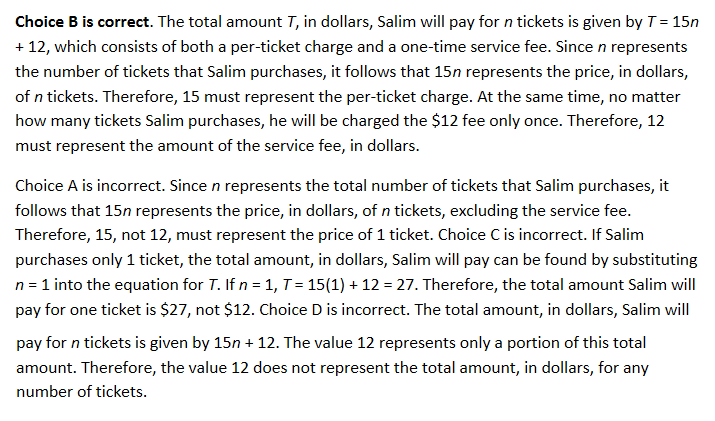 Choice B is correct. The total amount T, in dollars, Salim will pay for n tickets is given by T = 15n
+ 12, which consists of both a per-ticket charge and a one-time service fee. Since n represents
the number of tickets that Salim purchases, it follows that 15n represents the price, in dollars,
of n tickets. Therefore, 15 must represent the per-ticket charge. At the same time, no matter
how many tickets Salim purchases, he will be charged the $12 fee only once. Therefore, 12
must represent the amount of the service fee, in dollars.
Choice A is incorrect. Since n represents the total number of tickets that Salim purchases, it
follows that 15n represents the price, in dollars, of n tickets, excluding the service fee.
Therefore, 15, not 12, must represent the price of 1 ticket. Choice C is incorrect. If Salim
purchases only 1 ticket, the total amount, in dollars, Salim will pay can be found by substituting
n = 1 into the equation for T. If n = 1, T = 15(1) + 12 = 27. Therefore, the total amount Salim will
pay for one ticket is $27, not $12. Choice D is incorrect. The total amount, in dollars, Salim will
pay for n tickets is given by 15n + 12. The value 12 represents only a portion of this total
amount. Therefore, the value 12 does not represent the total amount, in dollars, for any
number of tickets.